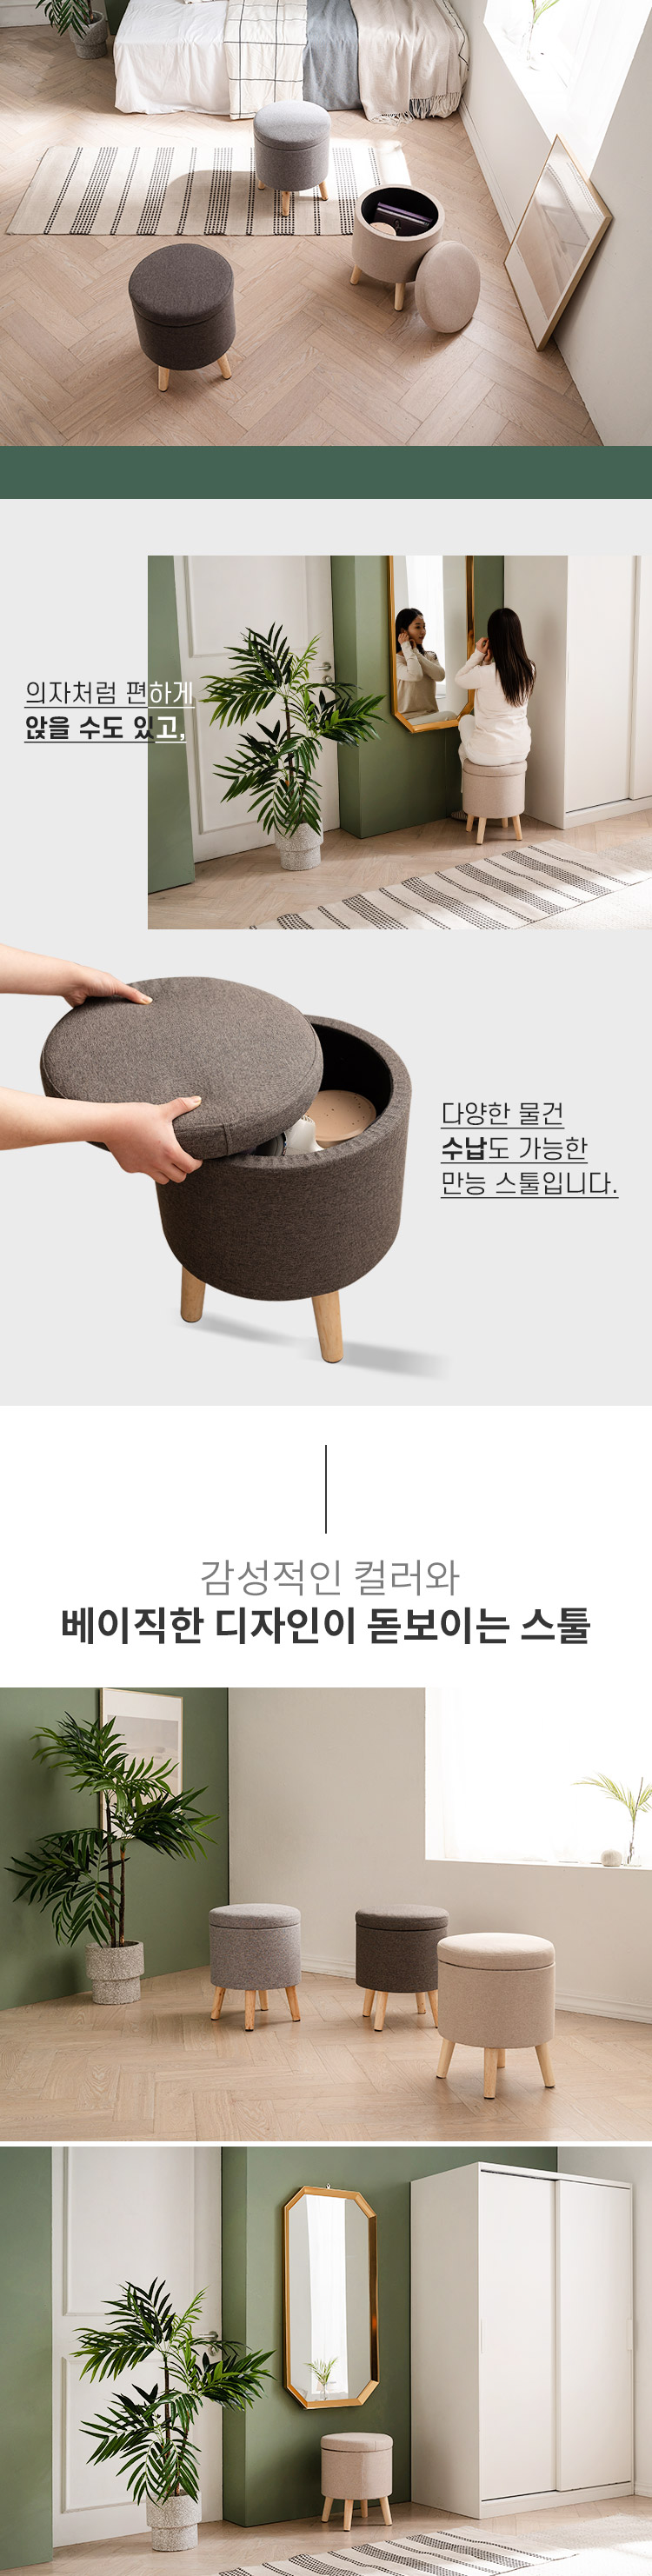 의자처럼 편하게
앉을 수도 있고,
다양한 물건
수납도 가능한
만능 스툴입니다.
감성적인 컬러와
베이직한 디자인이 돋보이는 스툴